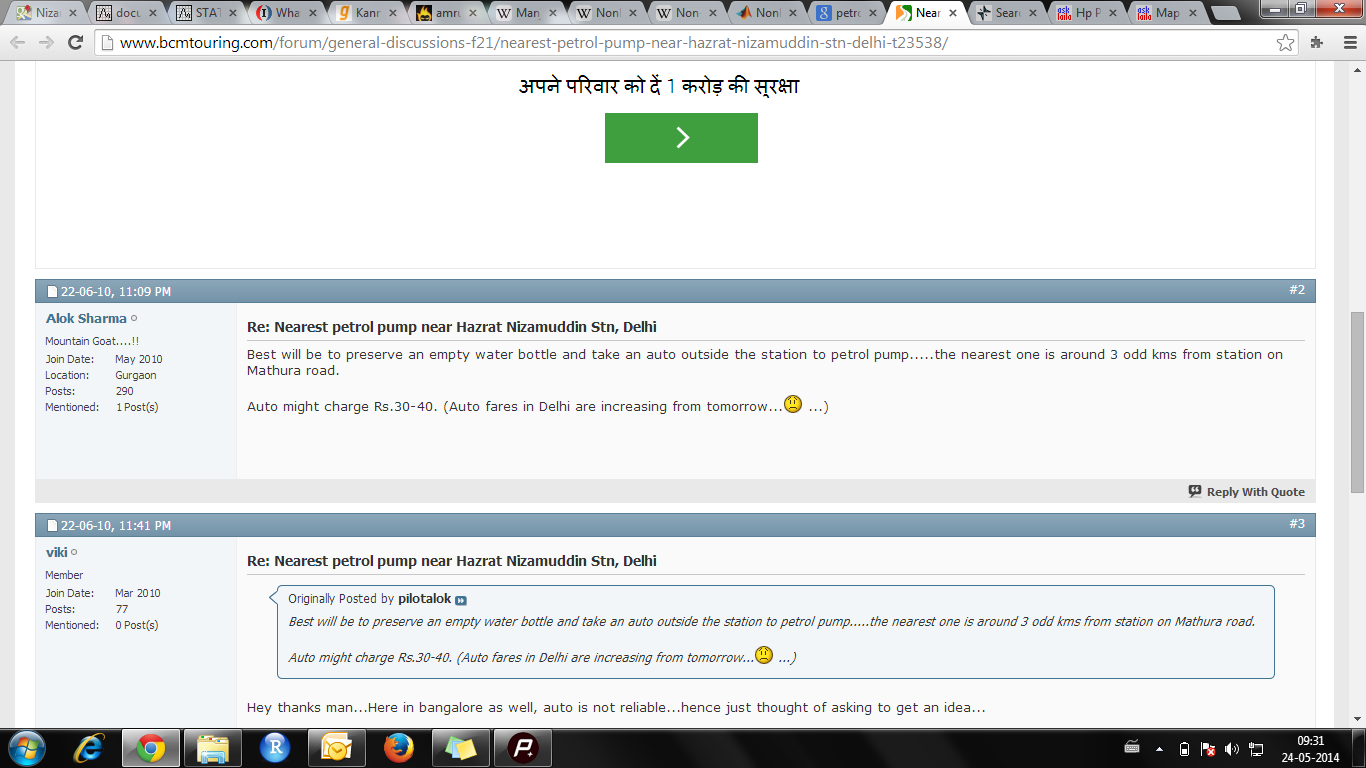 Niza
docu
STAT
Wha
Kanr
amru
Man
Nonl
Non-
Nonl
petro
Near
Searc
ask laila Hp P
ask laila Map
www.bcmtouring.com/forum/general-discussions-f21/nearest-petrol-pump-near-hazrat-nizamuddin-stn-delhi-t23538/
अपने परिवार को दें 1 करोड़ की सुरक्षा
22-06-10, 11:09 PM #2
Alok Sharma
Mountain Goat....!!
Join Date: May 2010
Location: Gurgaon
Posts: 290
Mentioned: 1 Post(s)
Re: Nearest petrol pump near Hazrat Nizamuddin Stn, Delhi
Best will be to preserve an empty water bottle and take an auto outside the station to petrol pump.....the nearest one is around 3 odd kms from station on
Mathura road.
Auto might charge Rs.30-40. (Auto fares in Delhi are increasing from tomorrow... ...)
Reply With Quote
22-06-10, 11:41 PM #3
viki
Member
Join Date: Mar 2010
Posts: 77
Mentioned: 0 Post(s)
Re: Nearest petrol pump near Hazrat Nizamuddin Stn, Delhi
Originally Posted by pilotalok
Best will be to preserve an empty water bottle and take an auto outside the station to petrol pump.....the nearest one is around 3 odd kms from station on Mathura road.
Auto might charge Rs.30-40. (Auto fares in Delhi are increasing from tomorrow... ...)
Hey thanks man...Here in bangalore as well, auto is not reliable...hence just thought of asking to get an idea...
09:31
24-05-2014